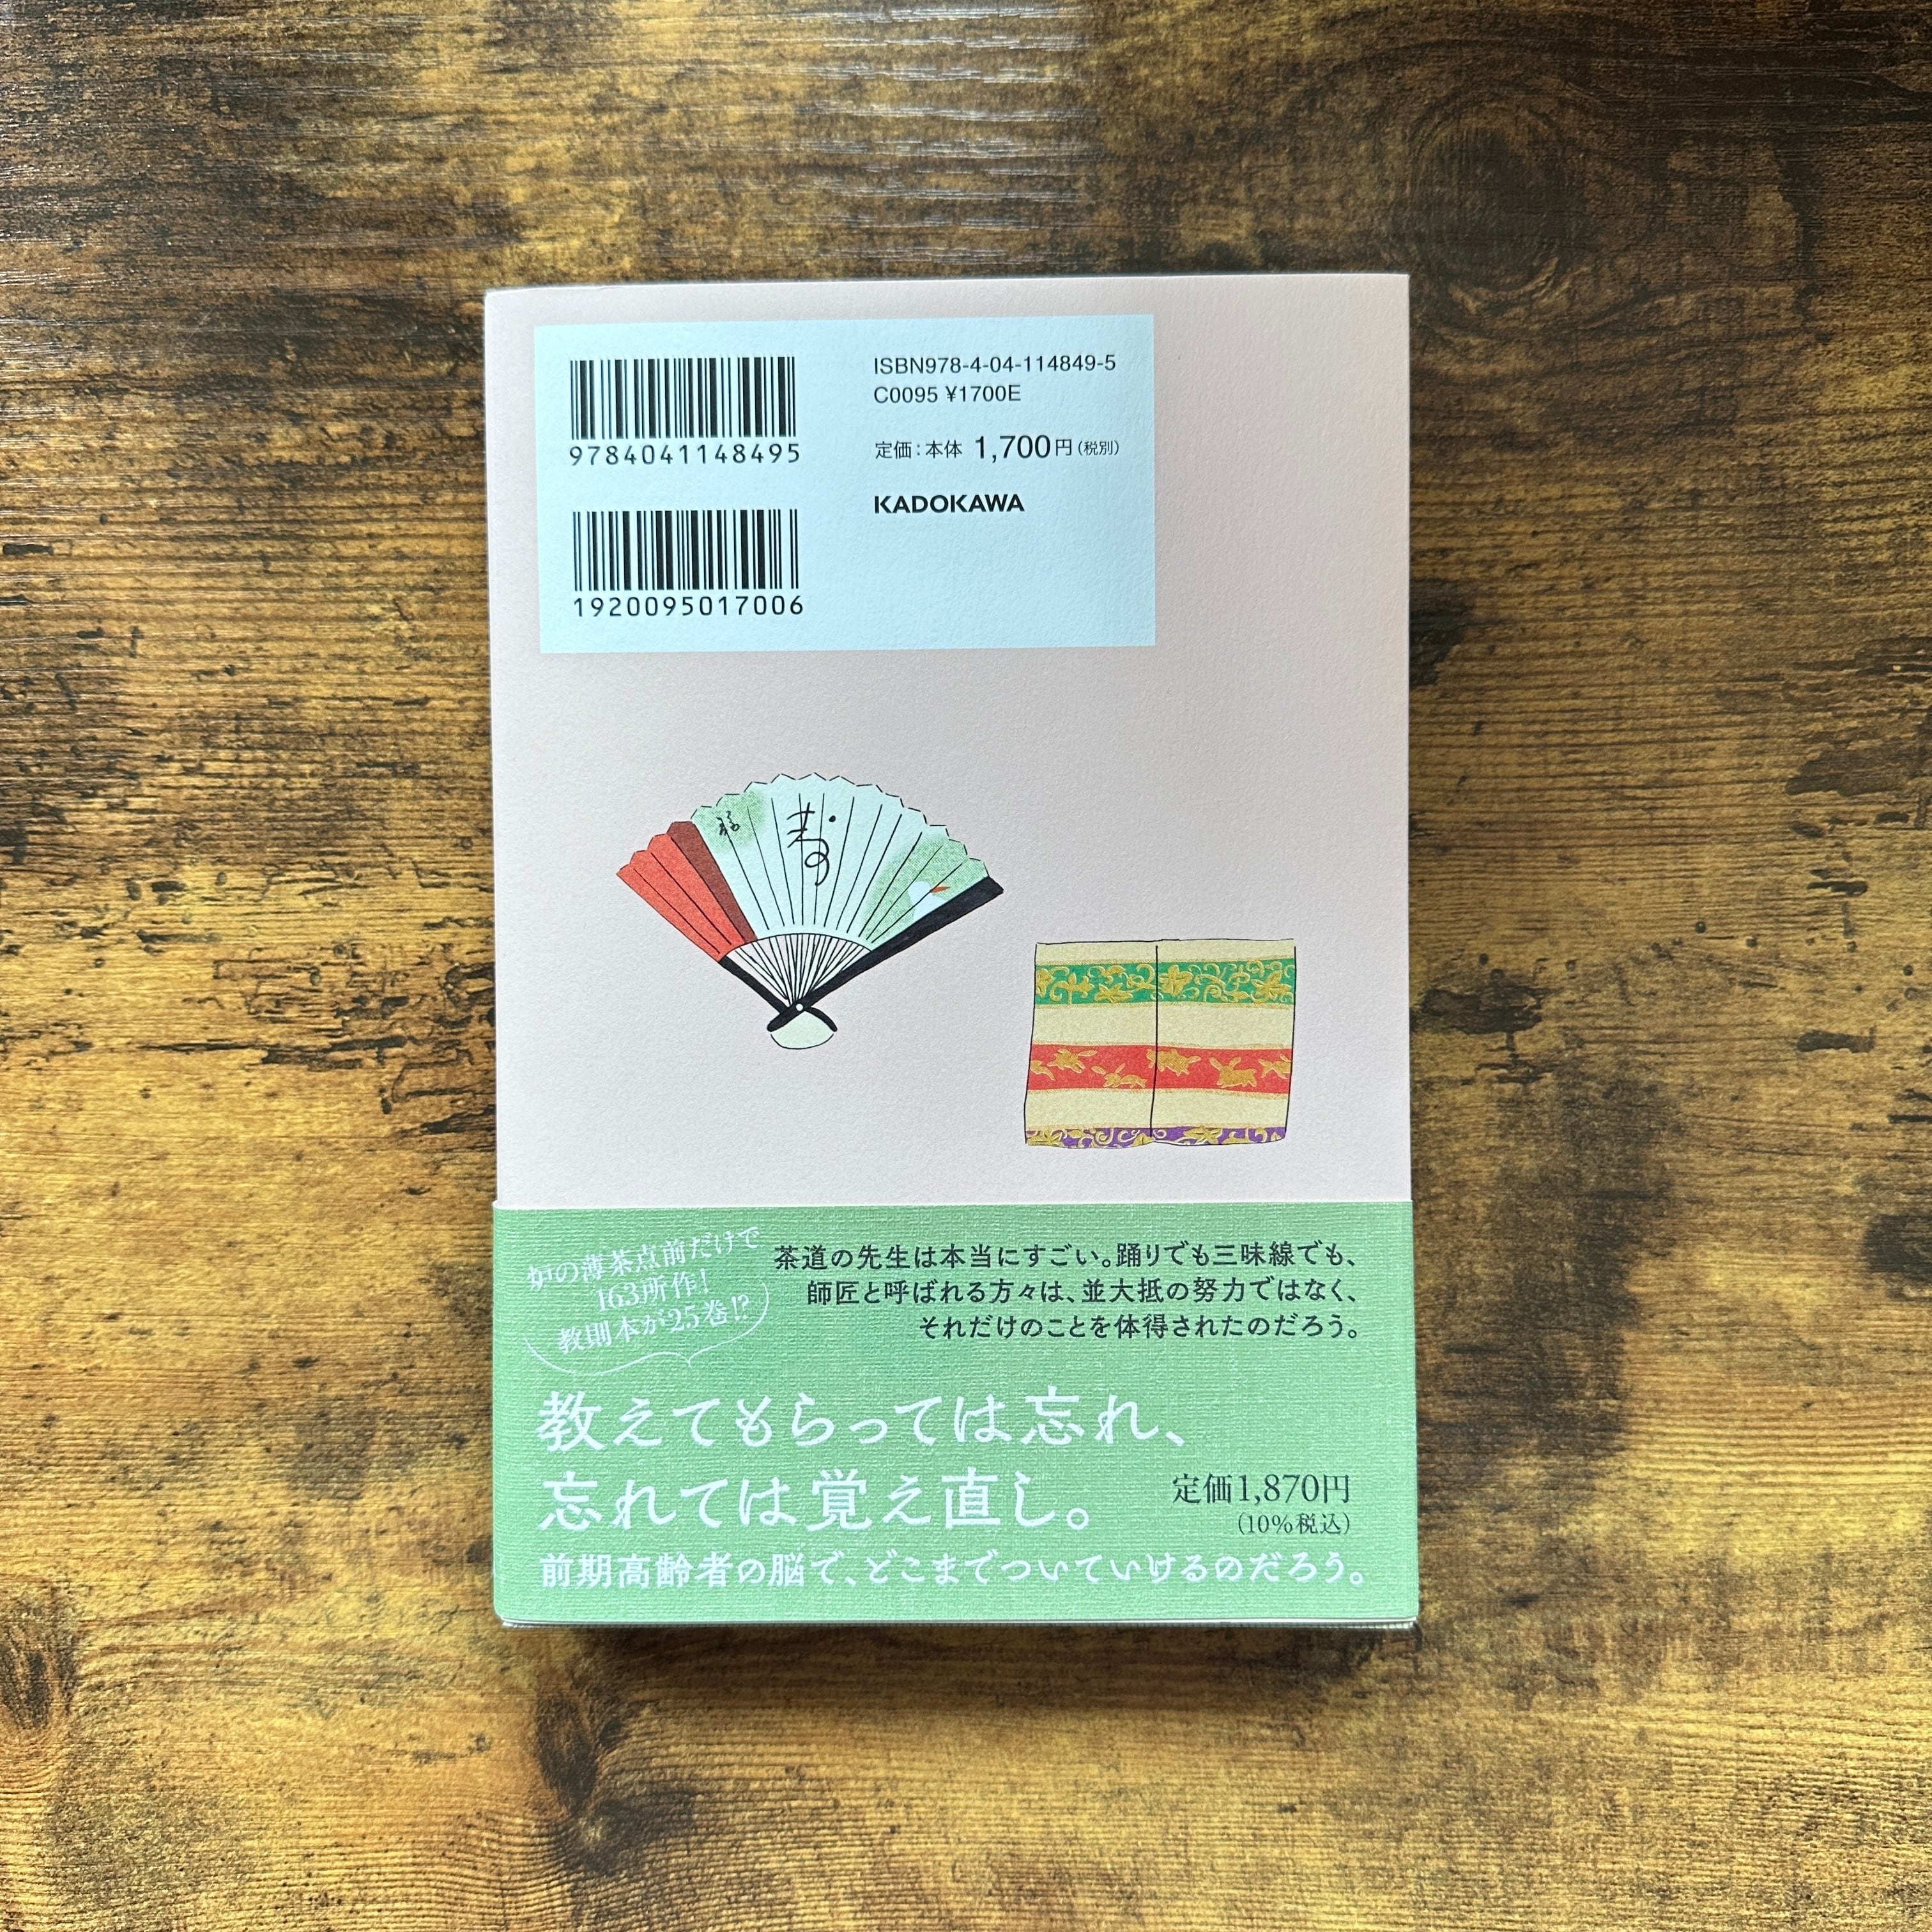 9784041148495
1920095017006
ISBN978-4-04-114849-5
C0095 ¥1700E
定価:本体 1,700円(税別)
KADOKAWA
福
寿
炉の薄茶点前だけで
163所作!
教則本が25巻!?
茶道の先生は本当にすごい。踊りでも三味線でも、
師匠と呼ばれる方々は、並大抵の努力ではなく、
それだけのことを体得されたのだろう。
教えてもらっては忘れ、
忘れては覚え直し。
定価1,870円
(10%税込)
前期高齢者の脳で、どこまでついていけるのだろう。